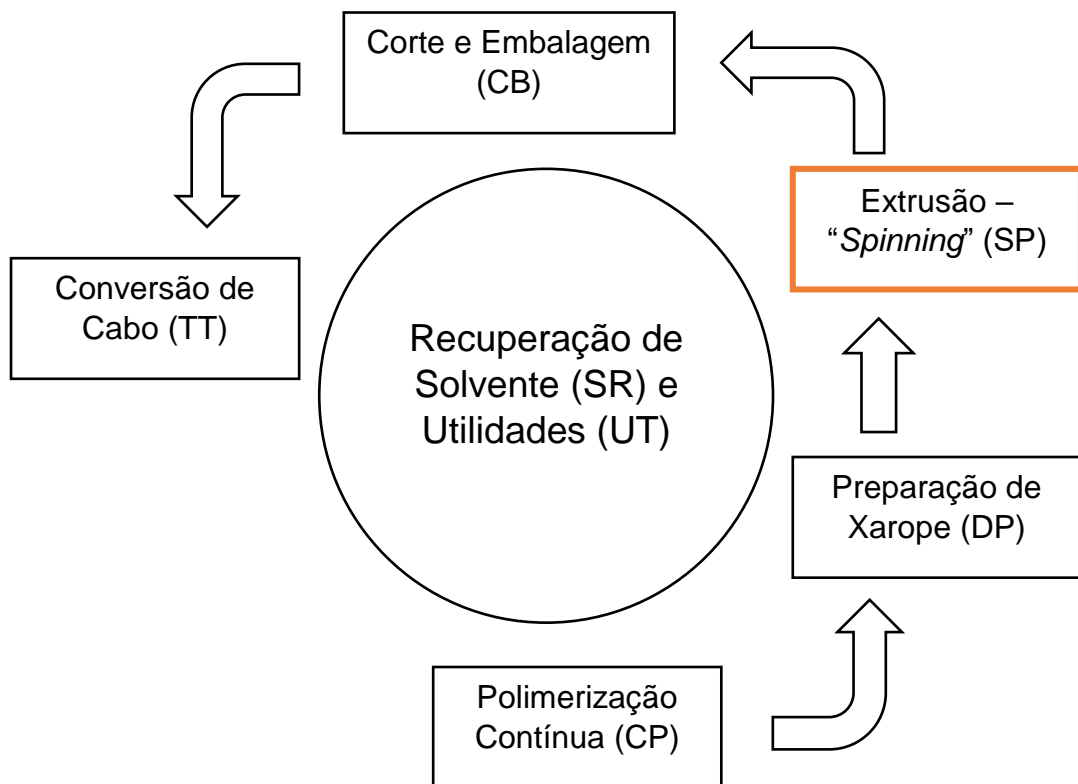 Corte e Embalagem
(CB)
Extrusão –
“Spinning” (SP)
Conversão de
Cabo (TT)
Recuperação de
Solvente (SR) e
Utilidades (UT)
Preparação de
Xarope (DP)
Polimerização
Contínua (CP)